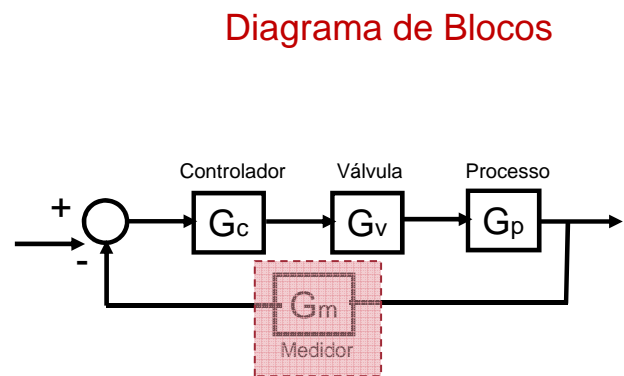 Diagrama de Blocos
Controlador Válvula Processo
+
Gc Gv Gp
-
Gm
Medidor